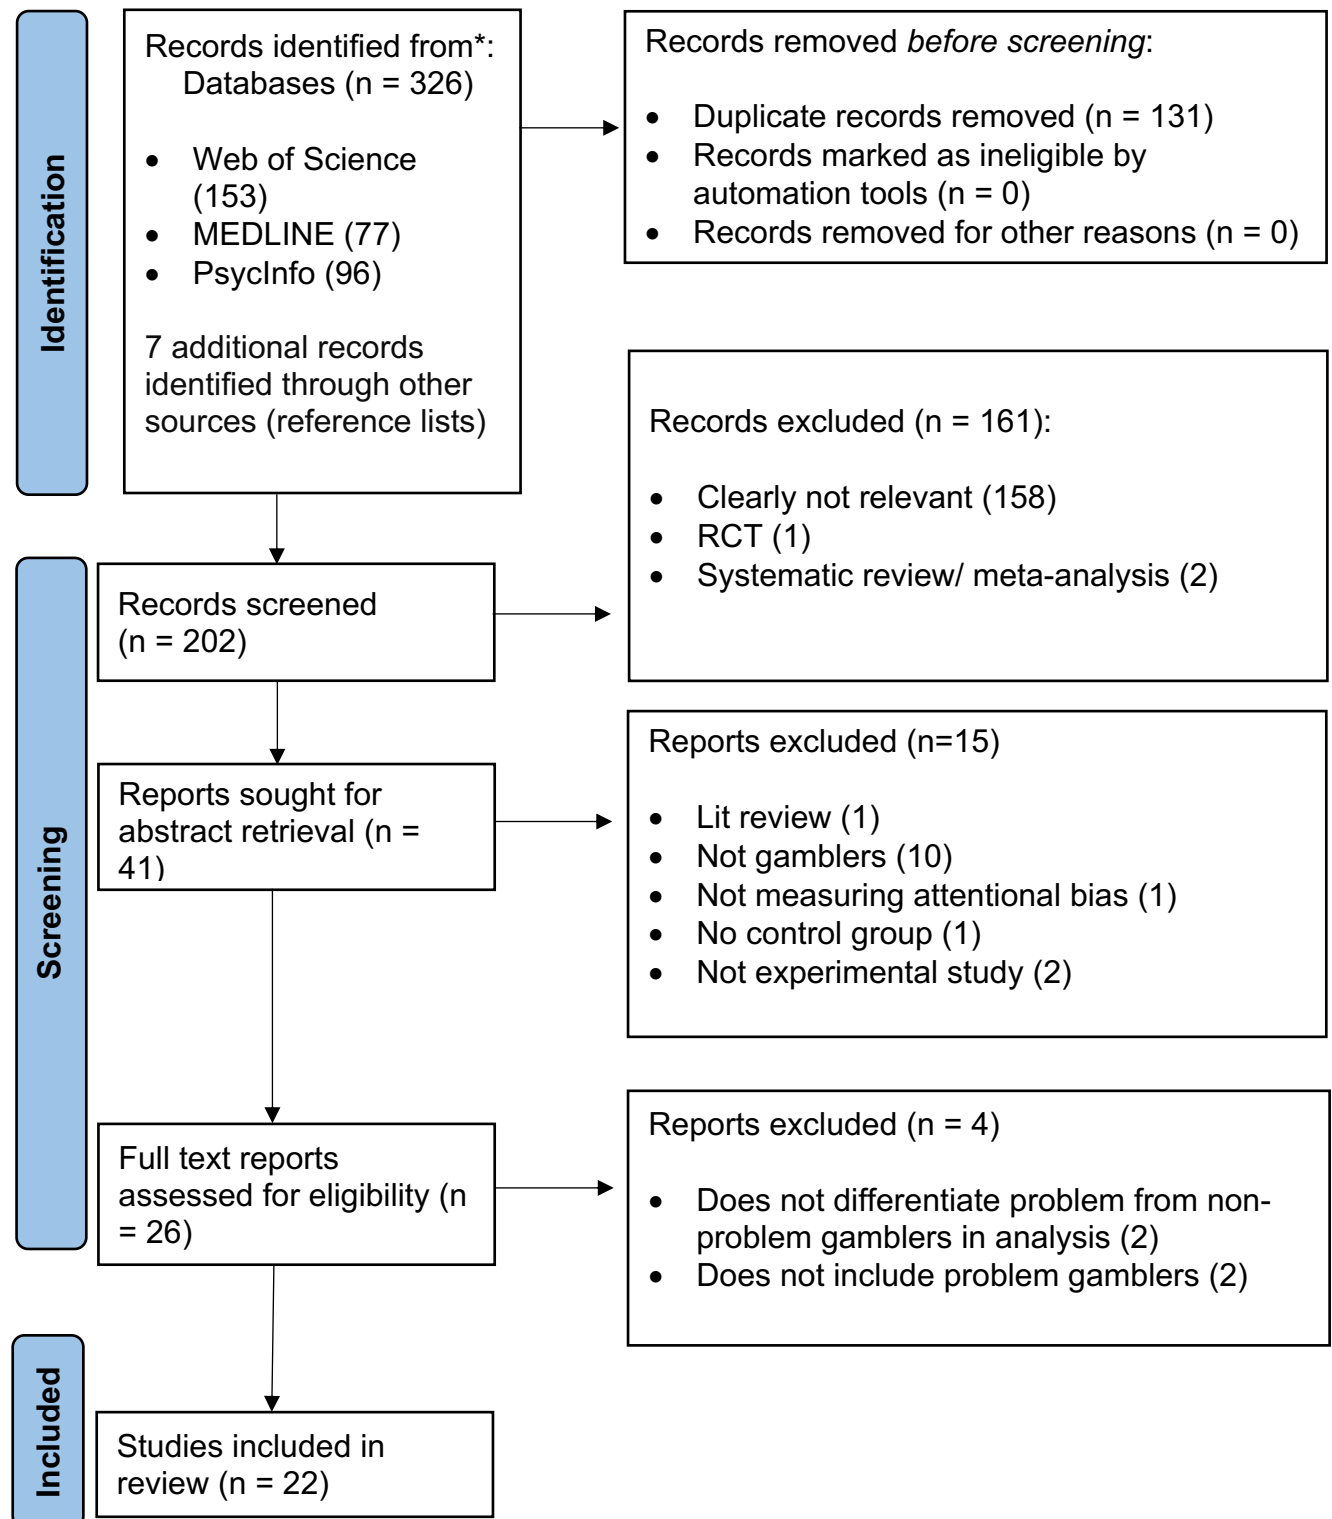 Identification
Records identified from*:
Databases (n = 326)
• Web of Science
(153)
• MEDLINE (77)
• PsycInfo (96)
7 additional records
identified through other
sources (reference lists)
Records removed before screening:
• Duplicate records removed (n = 131)
• Records marked as ineligible by
automation tools (n = 0)
• Records removed for other reasons (n = 0)
Screening
Records screened
(n = 202)
Records excluded (n = 161):
• Clearly not relevant (158)
• RCT (1)
• Systematic review/ meta-analysis (2)
Reports sought for
abstract retrieval (n =
41)
Reports excluded (n=15)
• Lit review (1)
• Not gamblers (10)
• Not measuring attentional bias (1)
• No control group (1)
• Not experimental study (2)
Full text reports
assessed for eligibility (n
= 26)
Reports excluded (n = 4)
• Does not differentiate problem from non-
problem gamblers in analysis (2)
• Does not include problem gamblers (2)
Included
Studies included in
review (n = 22)